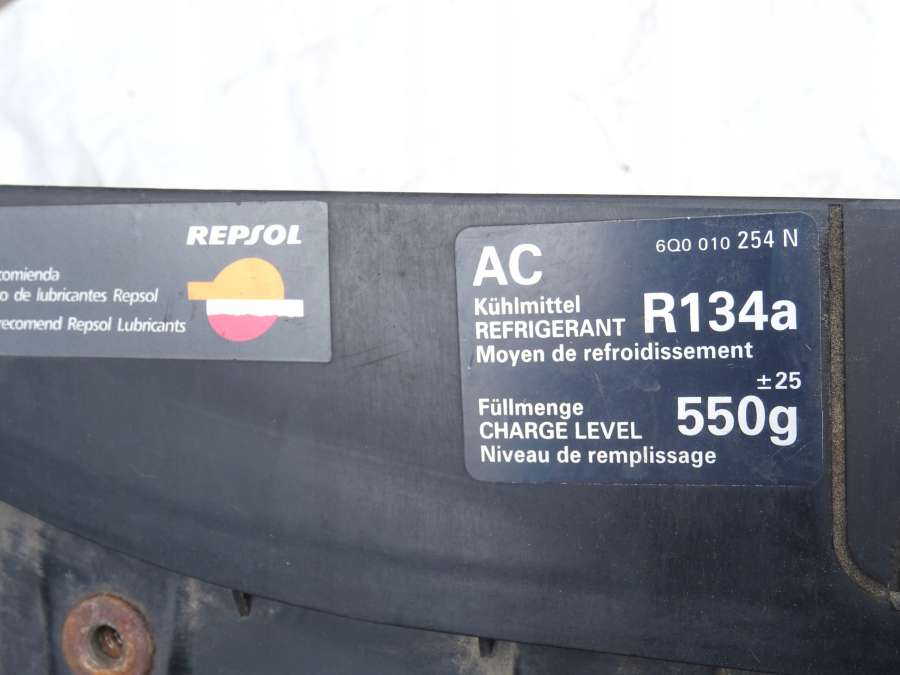 REPSOL
o de lubricantes Repsol
recomend Repsol Lubricants
AC
6Q0 010 254 N
Kühlmittel
REFRIGERANT R134a
Moyen de refroidissement
±25
Füllmenge
CHARGE LEVEL 550g
Niveau de remplissage